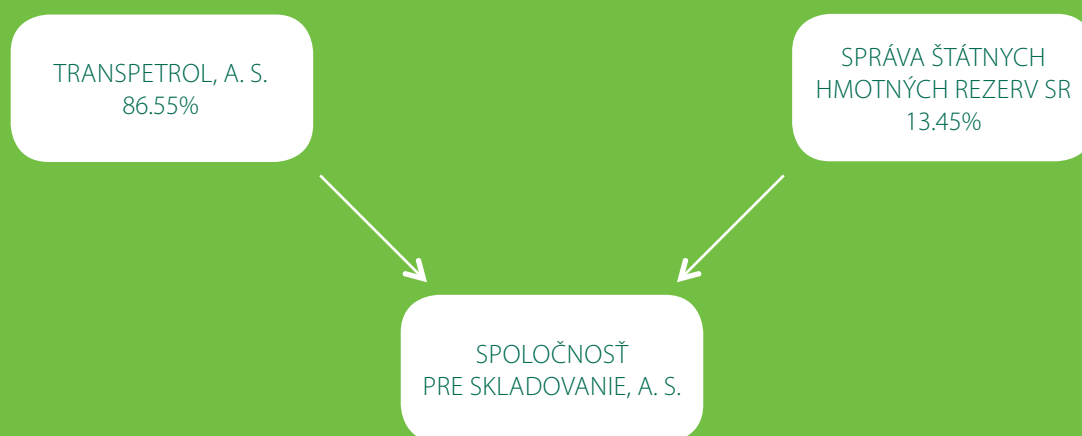 TRANSPETROL, A. S.
86.55%
SPRÁVA ŠTÁTNYCH
HMOTNÝCH REZERV SR
13.45%
SPOLOČNOSŤ
PRE SKLADOVANIE, A. S.